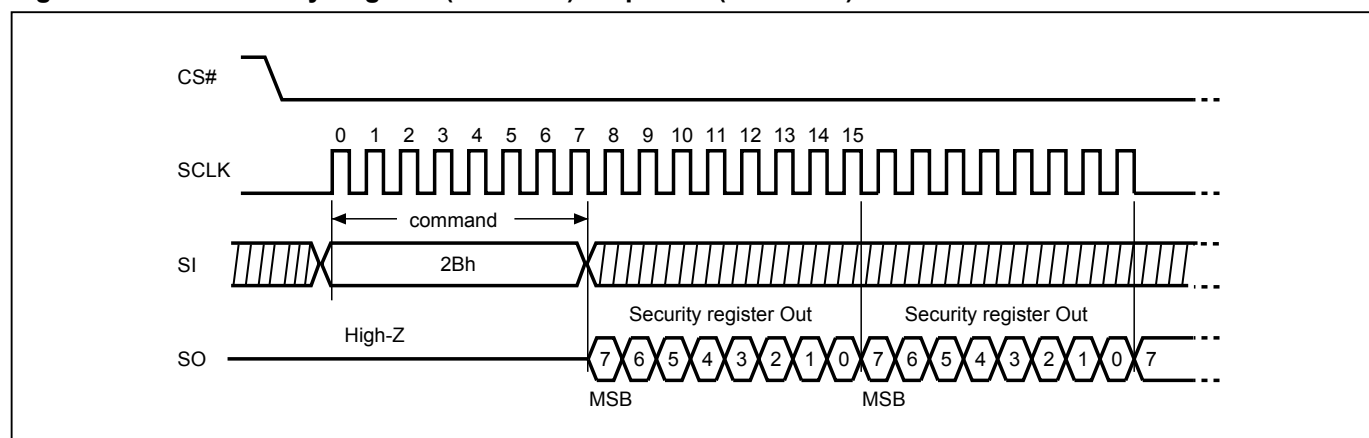 CS#
0 1 2 3 4 5 6 7 8 9 10 11 12 13 14 15
SCLK
command
SI
2Bh
Security register Out Security register Out
High-Z
SO
7 6 5 4 3 2 1 0 7 6 5 4 3 2 1 0 7
MSB MSB